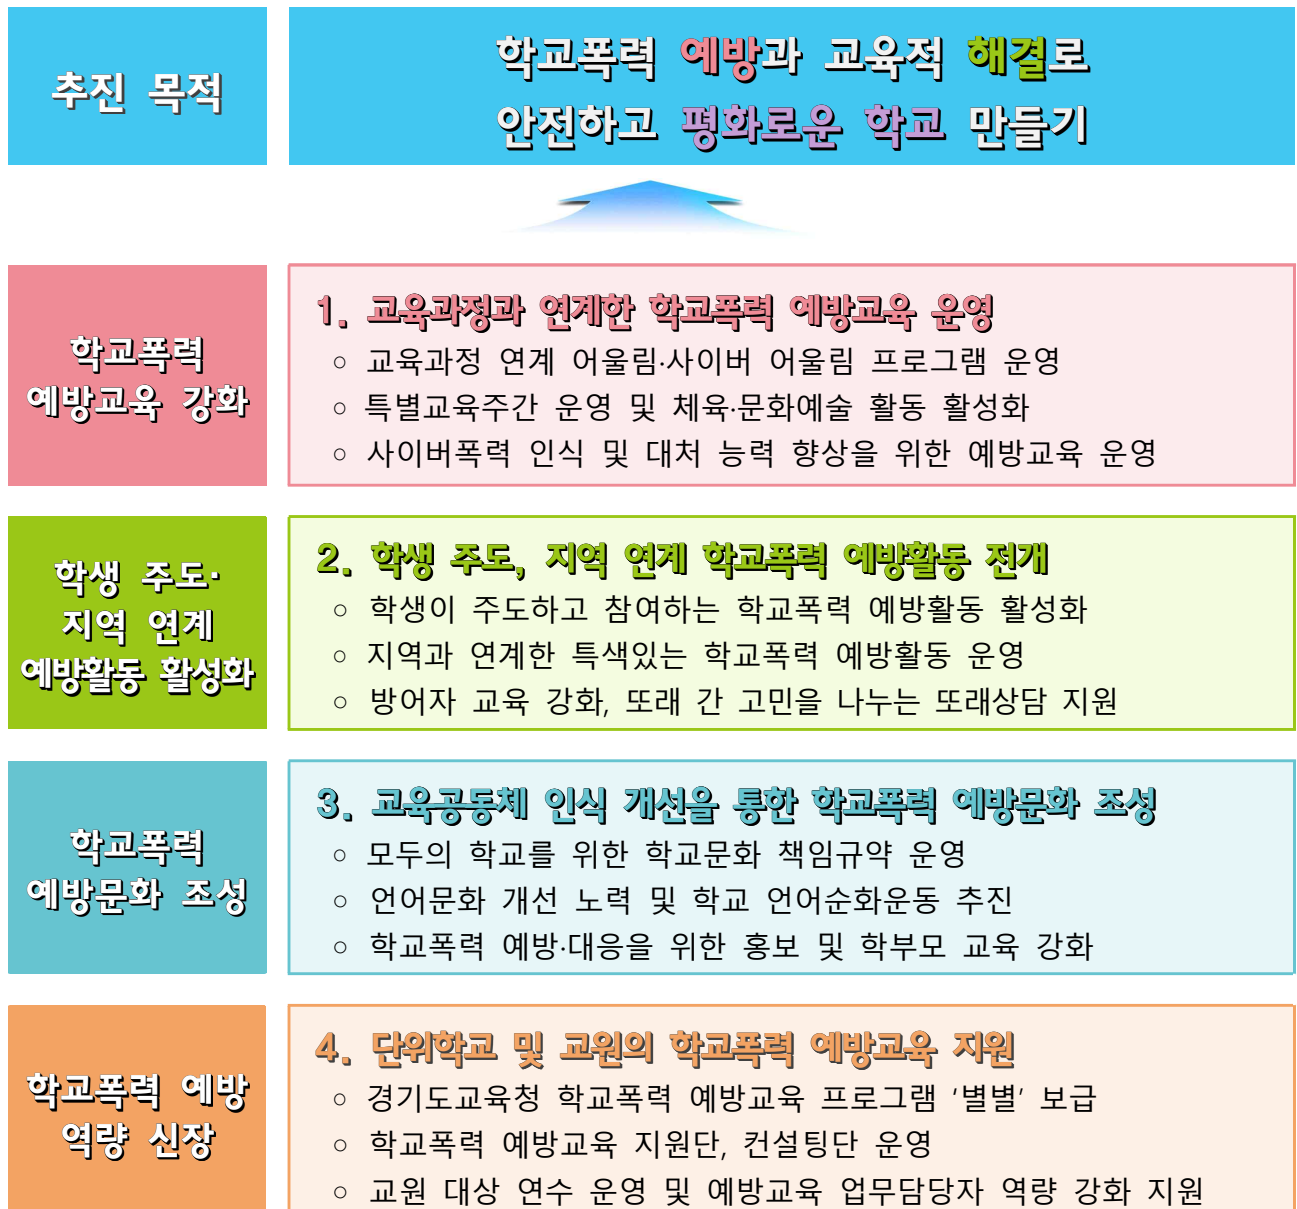 추진 목적
학교폭력 예방과 교육적 해결로
안전하고 평화로운 학교 만들기
학교폭력
예방교육 강화
1. 교육과정과 연계한 학교폭력 예방교육 운영
◦ 교육과정 연계 어울림·사이버 어울림 프로그램 운영
◦ 특별교육주간 운영 및 체육·문화예술 활동 활성화
◦ 사이버폭력 인식 및 대처 능력 향상을 위한 예방교육 운영
학생 주도·
지역 연계
예방활동 활성화
2. 학생 주도, 지역 연계 학교폭력 예방활동 전개
◦ 학생이 주도하고 참여하는 학교폭력 예방활동 활성화
◦ 지역과 연계한 특색있는 학교폭력 예방활동 운영
◦ 방어자 교육 강화, 또래 간 고민을 나누는 또래상담 지원
학교폭력
예방문화 조성
3. 교육공동체 인식 개선을 통한 학교폭력 예방문화 조성
◦ 모두의 학교를 위한 학교문화 책임규약 운영
◦ 언어문화 개선 노력 및 학교 언어순화운동 추진
◦ 학교폭력 예방·대응을 위한 홍보 및 학부모 교육 강화
학교폭력 예방
역량 신장
4. 단위학교 및 교원의 학교폭력 예방교육 지원
◦ 경기도교육청 학교폭력 예방교육 프로그램 ‘별별’ 보급
◦ 학교폭력 예방교육 지원단, 컨설팅단 운영
◦ 교원 대상 연수 운영 및 예방교육 업무담당자 역량 강화 지원